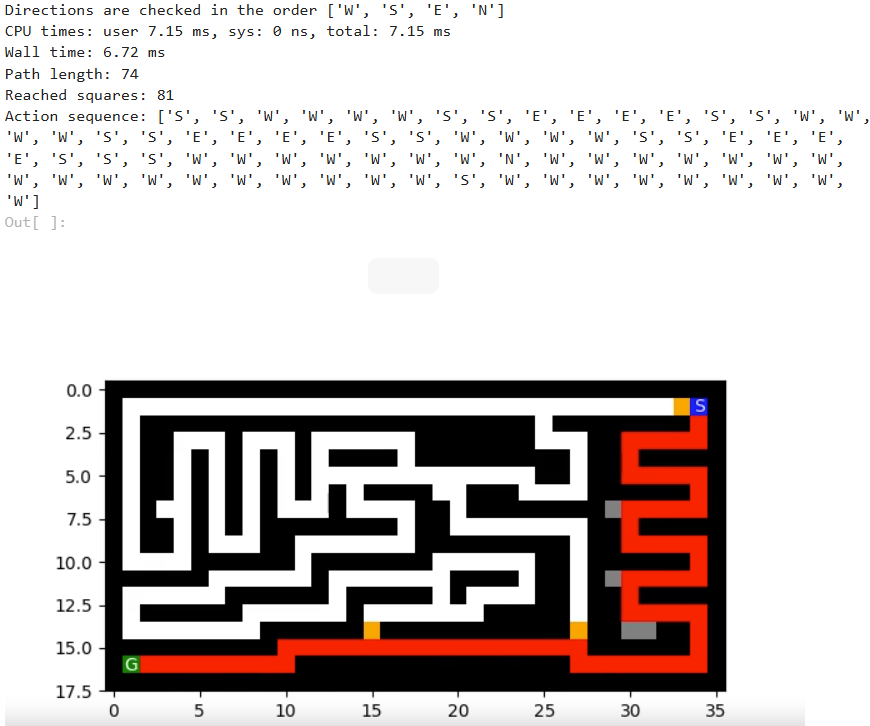 Directions are checked in the order ['W', 'S', 'E', 'N']
CPU times: user 7.15 ms, sys: 0 ns, total: 7.15 ms
Wall time: 6.72 ms
Path length: 74
Reached squares: 81
Action sequence: ['S', 'S', 'W', 'W', 'W', 'W', 'S', 'S', 'E', 'E', 'E', 'E', 'S', 'S', 'W', 'W',
'W', 'W', 'S', 'S', 'E', 'E', 'E', 'E', 'S', 'S', 'W', 'W', 'W', 'W', 'S', 'S', 'E', 'E', 'E',
'E', 'S', 'S', 'S', 'W', 'W', 'W', 'W', 'W', 'W', 'W', 'N', 'W', 'W', 'W', 'W', 'W', 'W', 'W',
'W', 'W', 'W', 'W', 'W', 'W', 'W', 'W', 'W', 'W', 'S', 'W', 'W', 'W', 'W', 'W', 'W', 'W', 'W',
'W']
Out[ ]:
0.0
S
2.5
5.0
7.5
10.0
12.5
15.0
G
17.5
0 5 10 15 20 25 30 35